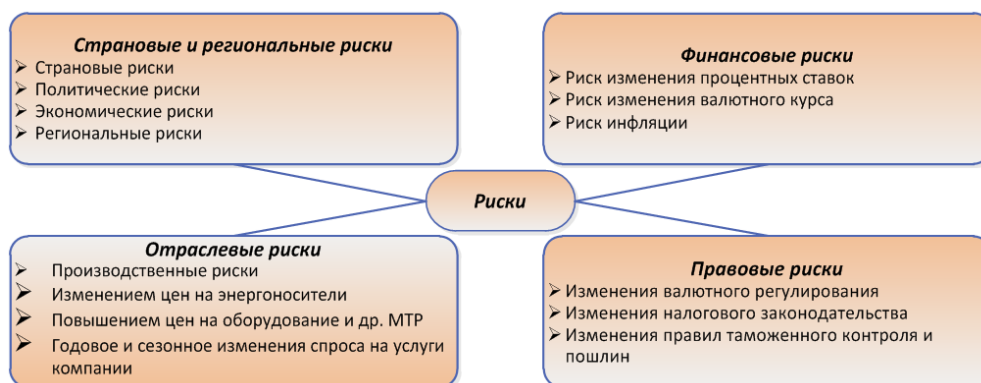 Страновые и региональные риски
➢ Страновые риски
➢ Политические риски
➢ Экономические риски
➢ Региональные риски
Финансовые риски
➢ Риск изменения процентных ставок
➢ Риск изменения валютного курса
➢ Риск инфляции
Риски
Отраслевые риски
➢ Производственные риски
➢ Изменением цен на энергоносители
➢ Повышением цен на оборудование и др. МТР
➢ Годовое и сезонное изменения спроса на услуги
компании
Правовые риски
➢ Изменения валютного регулирования
➢ Изменения налогового законодательства
➢ Изменения правил таможенного контроля и
пошлин